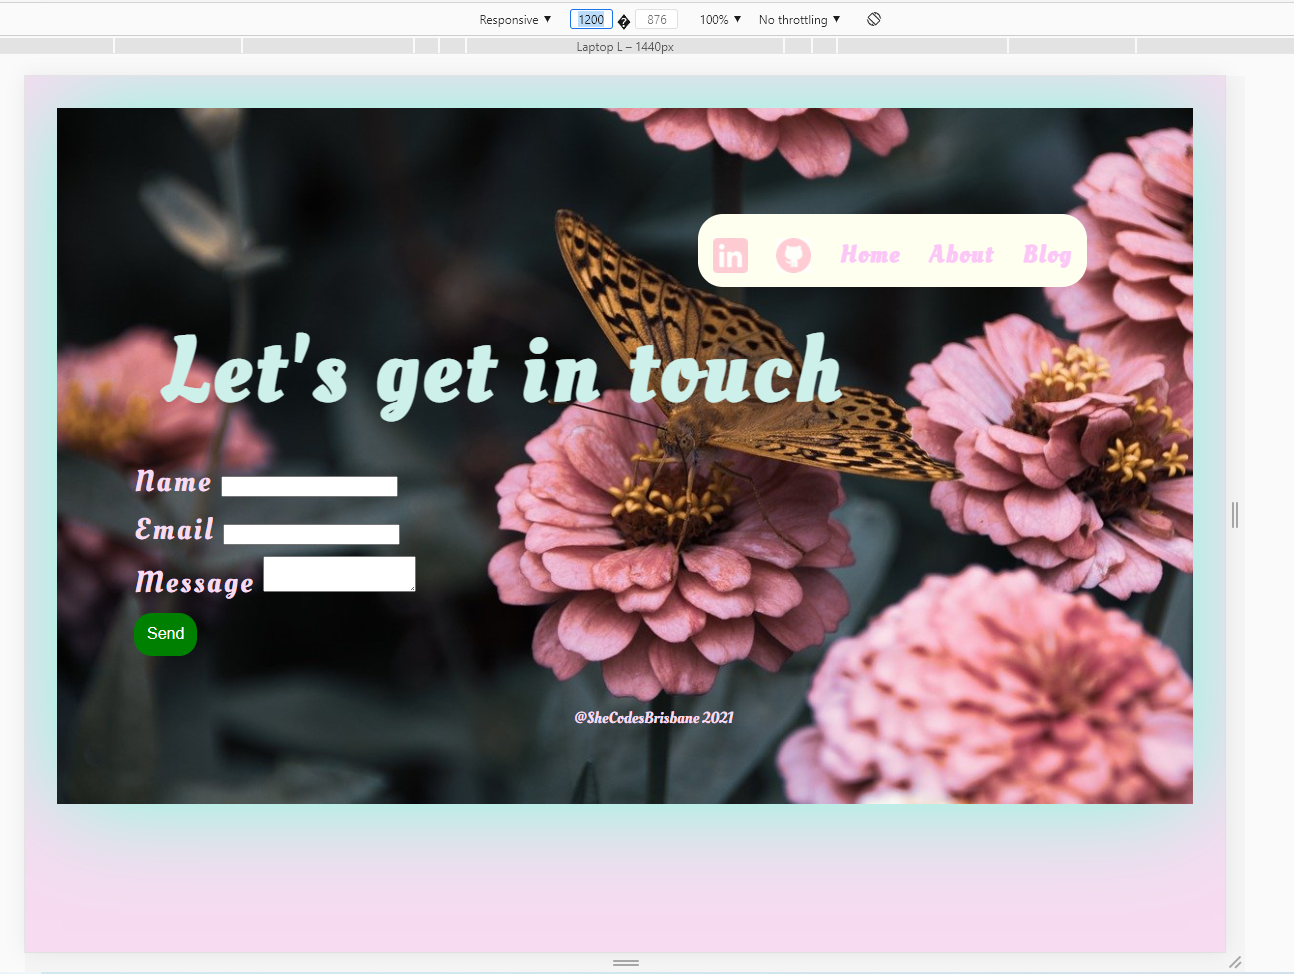 Responsive ▼ 1200 � 876 100% ▼ No throttling ▼
Laptop L – 1440px
in Home About Blog
Let's get in touch
Name
Email
Message
Send
@SheCodesBrisbane 2021